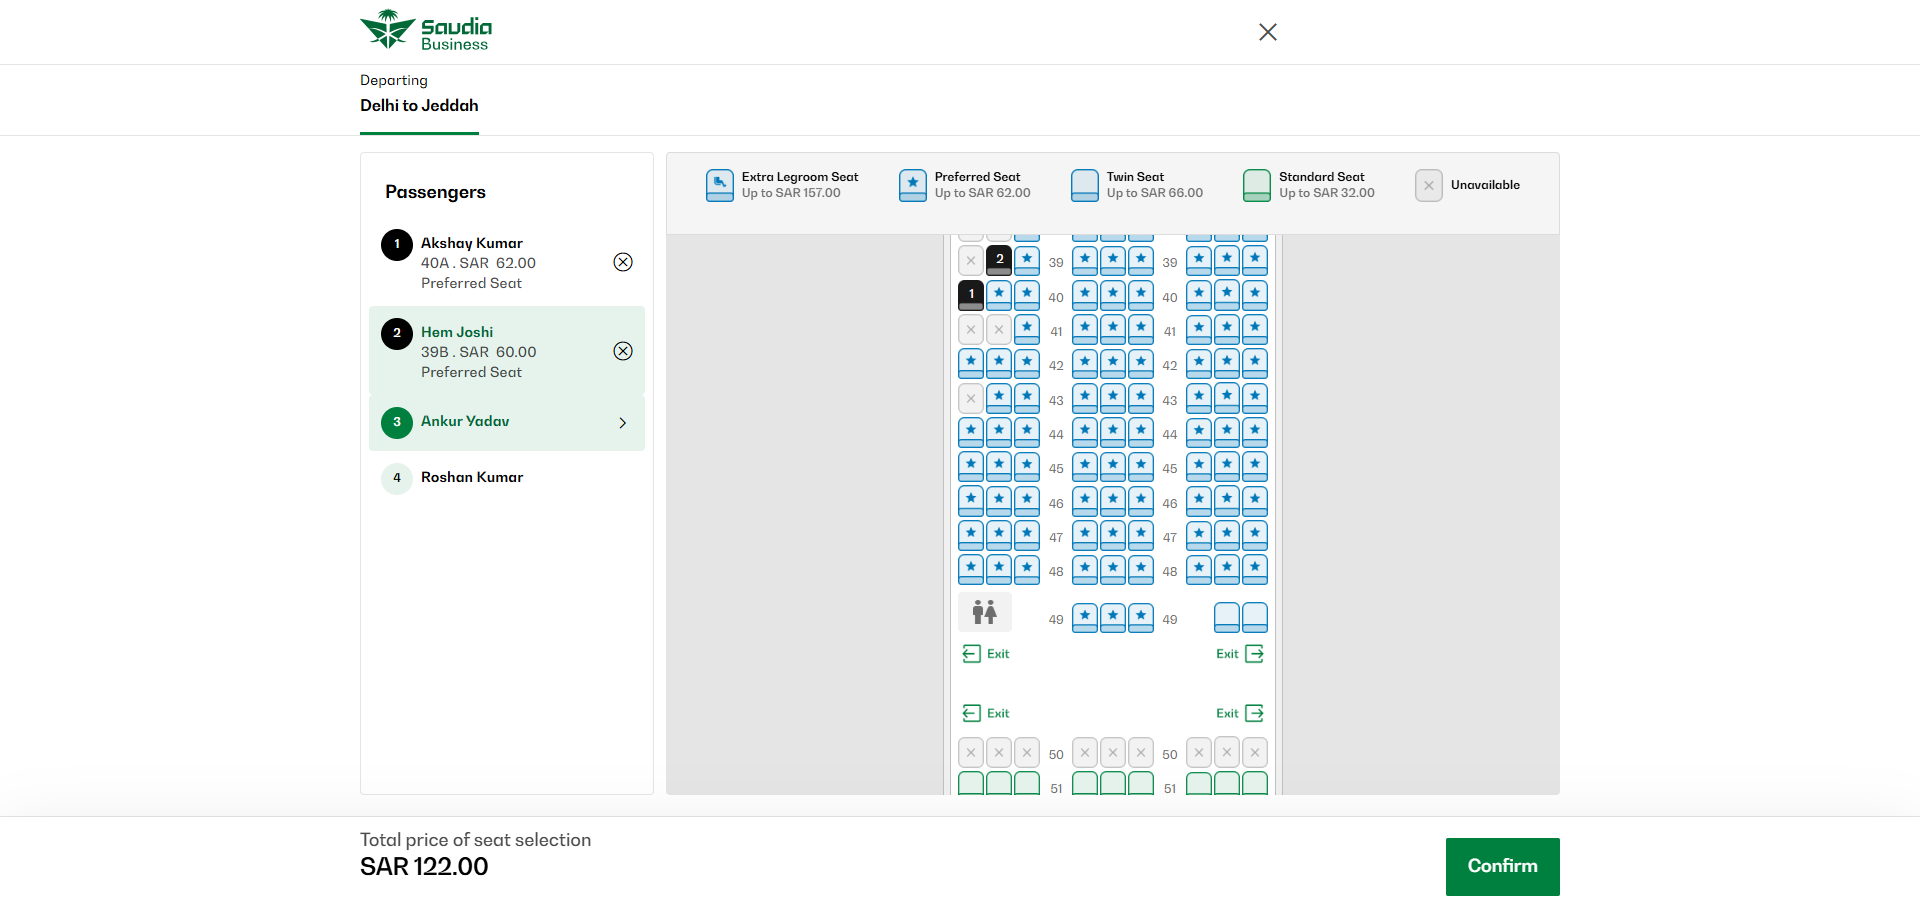 Saudia
Business
Departing
Delhi to Jeddah
Passengers
1
Akshay Kumar
40A . SAR 62.00
Preferred Seat
2
Hem Joshi
39B . SAR 60.00
Preferred Seat
3
Ankur Yadav
4
Roshan Kumar
Extra Legroom Seat
Up to SAR 157.00
Preferred Seat
Up to SAR 62.00
Twin Seat
Up to SAR 66.00
Standard Seat
Up to SAR 32.00
Unavailable
2 39 39
1 40 40
41 41
42 42
43 43
44 44
45 45
46 46
47 47
48 48
49 49
Exit Exit
Exit Exit
50 50
51 51
Total price of seat selection
SAR 122.00
Confirm